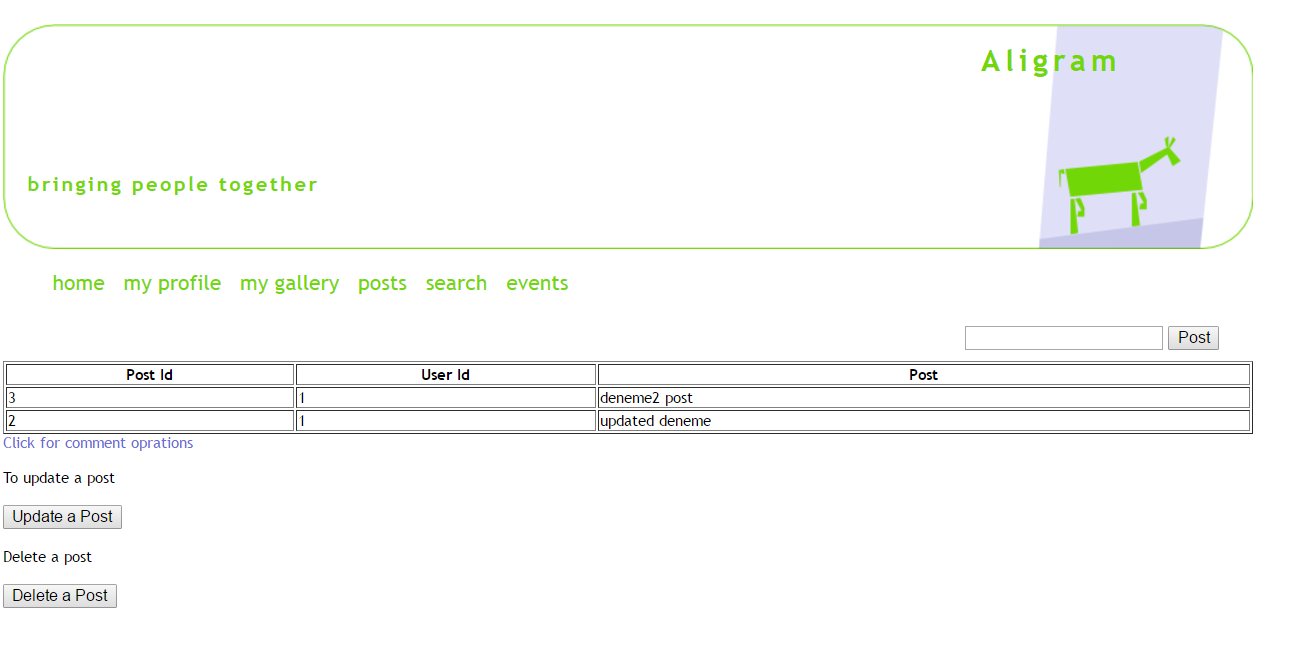 Aligram
bringing people together
home my profile my gallery posts search events
Post
Post Id User Id Post
3 1 deneme2 post
2 1 updated deneme
Click for comment oprations
To update a post
Update a Post
Delete a post
Delete a Post